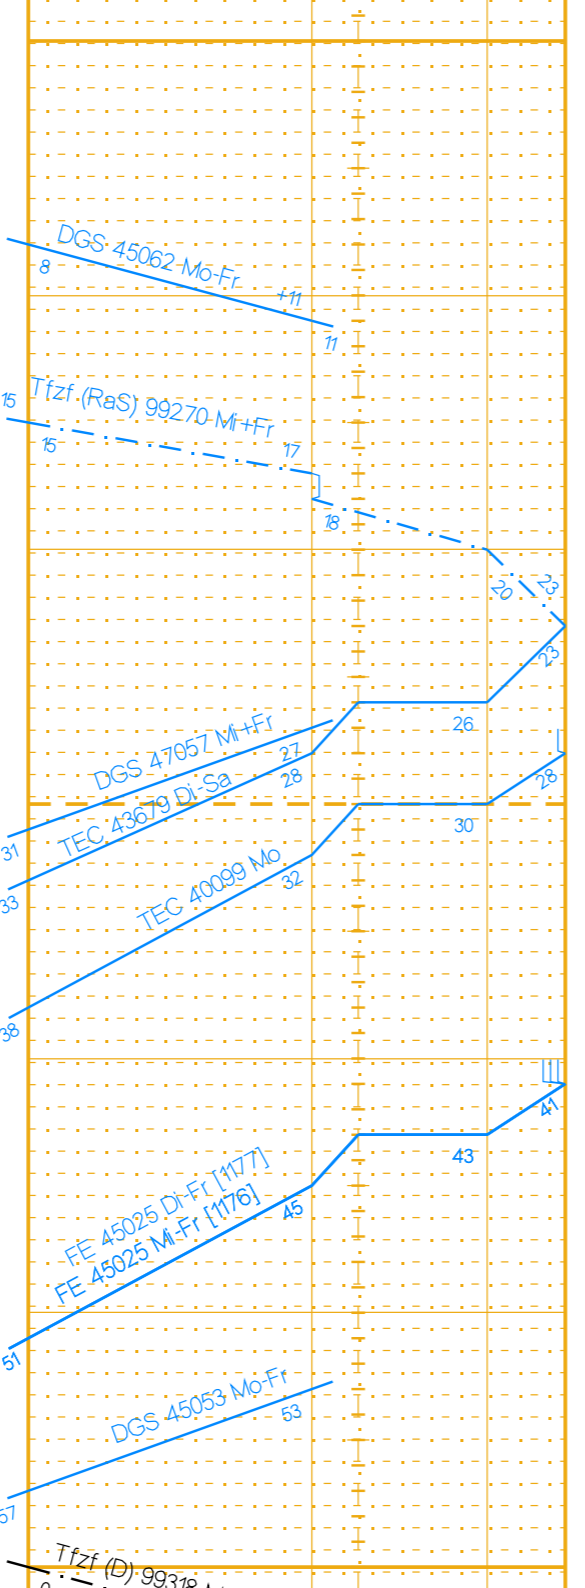 DGS 45062 Mo-Fr
8
+11
11
15
Tfzf (RaS) 99270 Mi+Fr
15
17
18
20
23
23
26
DGS 47057 Mi+Fr
27
31
TEC 43679 Di-Sa
28
33
28
30
TEC 40099 Mo
32
38
41
43
FE 45025 Di-Fr [1177]
FE 45025 Mi-Fr [1176]
45
51
DGS 45053 Mo-Fr
53
57
Tfzf (D) 99318